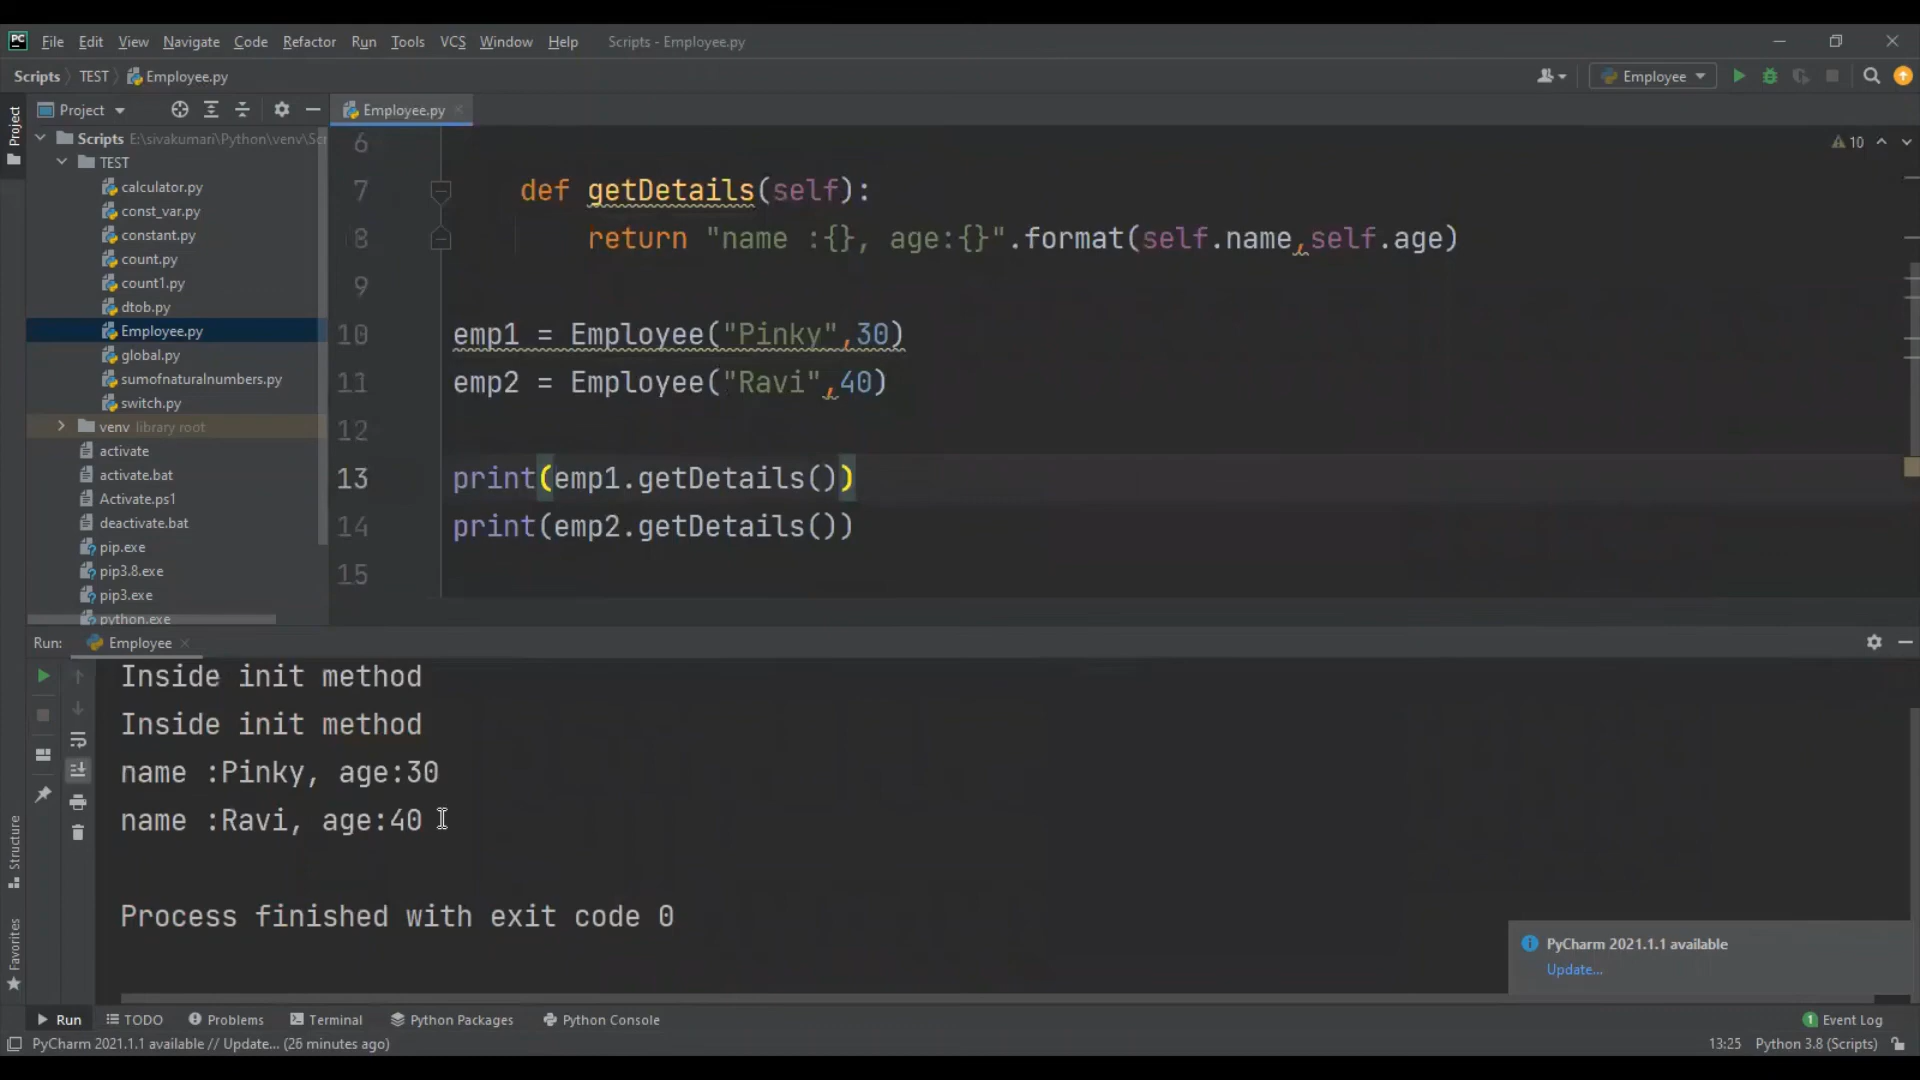 PC File Edit View Navigate Code Refactor Run Tools VCS Window Help Scripts - Employee.py
Scripts TEST Employee.py Employee
Project
Project Employee.py
Scripts E:\sivakumari\Python\venv\Scr
TEST
calculator.py
const_var.py
constant.py
count.py
count1.py
dtob.py
Employee.py
global.py
sumofnaturalnumbers.py
switch.py
venv library root
activate
activate.bat
Activate.ps1
deactivate.bat
pip.exe
pip3.8.exe
pip3.exe
python.exe
10
6
7 def getDetails(self):
8 return "name :{}, age:{}".format(self.name,self.age)
9
10 emp1 = Employee("Pinky",30)
11 emp2 = Employee("Ravi",40)
12
13 print(emp1.getDetails())
14 print(emp2.getDetails())
15
Run: Employee
Inside init method
Inside init method
name :Pinky, age:30
name :Ravi, age:40
Process finished with exit code 0
Structure
Favorites
PyCharm 2021.1.1 available
Update...
Run TODO Problems Terminal Python Packages Python Console 1 Event Log
PyCharm 2021.1.1 available // Update... (26 minutes ago) 13:25 Python 3.8 (Scripts)